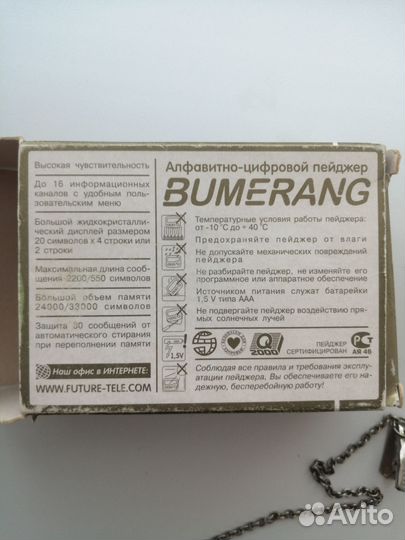 Высокая чувствительность
До 16 информационных
каналов с удобным поль-
зовательским меню
Большой жидкокристалли-
ческий дисплей размером
20 символов х 4 строки или
2 строки
Максимальная длина сооб-
щения -2200/550 символов
Большой объем памяти
24000/33000 символов
Защита 30 сообщений от
автоматического стирания
при переполнении памяти
Наш офис в ИНТЕРНЕТЕ:
WWW.FUTURE-TELE.COM
Алфавитно-цифровой пейджер
BUMERANG
Температурные условия работы пейджера:
от -10°C до + 40°C
Предохраняйте пейджер от влаги
Не допускайте механических повреждений
пейджера
Не разбирайте пейджер, не изменяйте его
программное или аппаратное обеспечение
Источником питания служат батарейки
1,5 V типа AAA
Не подвергайте пейджер воздействию пря-
мых солнечных лучей
1,5V
Q
2000
ПЕЙДЖЕР
СЕРТИФИЦИРОВАН
АЯ 46
Соблюдая все правила и требования эксплу-
атации пейджера, Вы обеспечиваете его на-
дежную, бесперебойную работу!
Avito